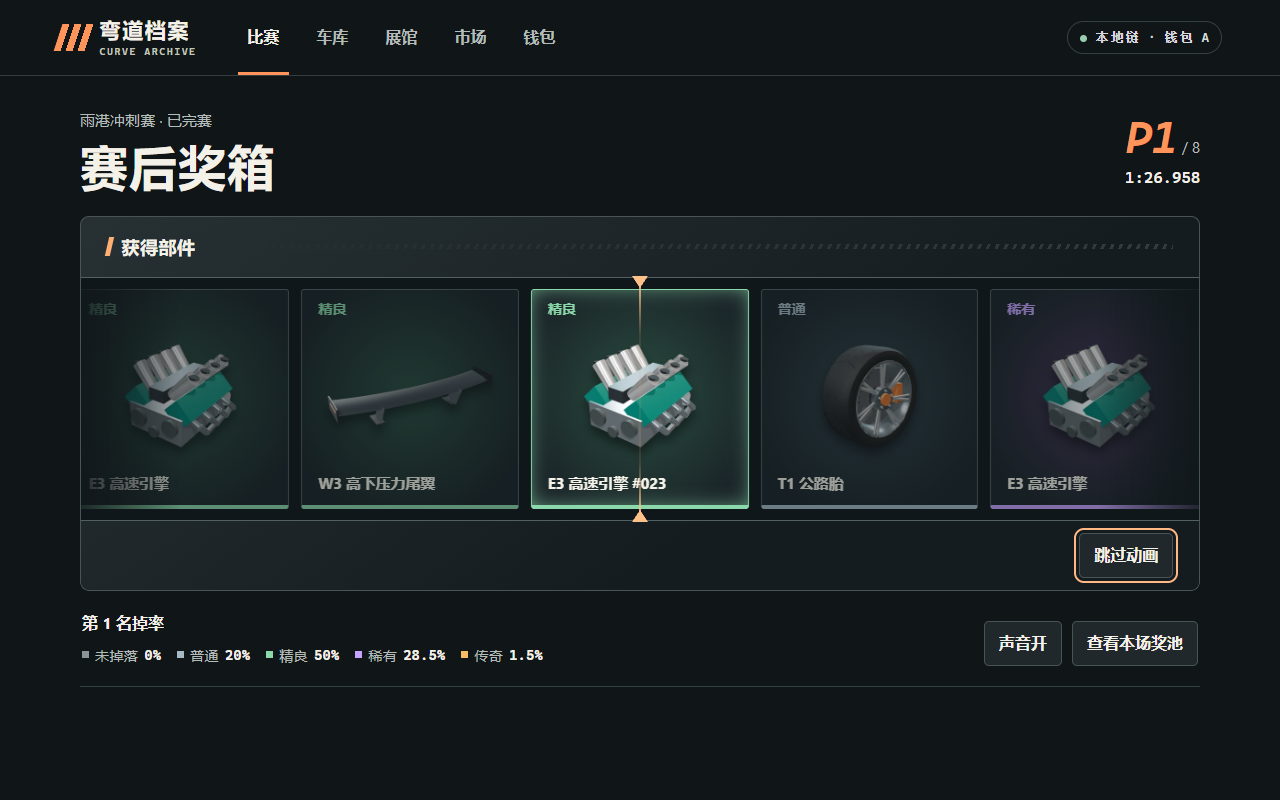 弯道档案
CURVE ARCHIVE
比赛 车库 展馆 市场 钱包
本地链 · 钱包 A
雨港冲刺赛 · 已完赛
赛后奖箱
P1 / 8
1:26.958
获得部件
精良 精良 精良 普通 稀有
E3 高速引擎 W3 高下压力尾翼 E3 高速引擎 #023 T1 公路胎 E3 高速引擎
跳过动画
第 1 名掉率
未掉落 0% 普通 20% 精良 50% 稀有 28.5% 传奇 1.5%
声音开 查看本场奖池